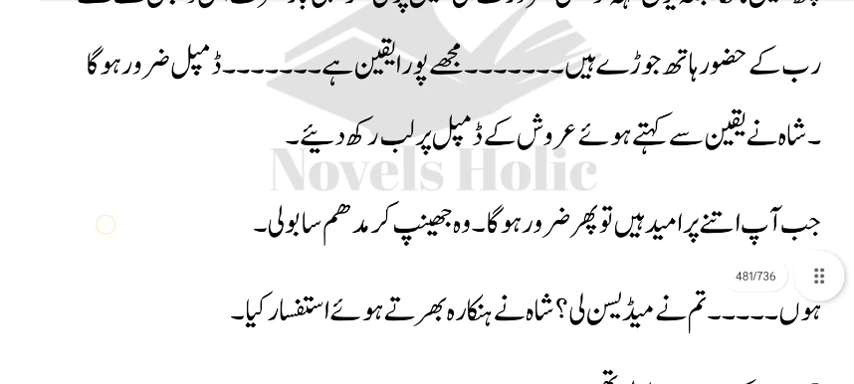 رب کے حضور ہاتھ جوڑے ہیں۔۔۔۔۔۔۔مجھے پورا یقین ہے۔۔۔۔۔۔۔ڈمپل ضرور ہوگا
۔شاہ نے یقین سے کہتے ہوئے عروش کے ڈمپل پر لب رکھ دیئے۔
Novels Holic
جب آپ اتنے پر امید ہیں تو پھر ضرور ہوگا۔وہ جھینپ کر مدھم سا بولی۔
481/736
ہوں۔۔۔۔۔تم نے میڈیسن لی؟ شاہ نے ہنکارہ بھرتے ہوئے استفسار کیا۔